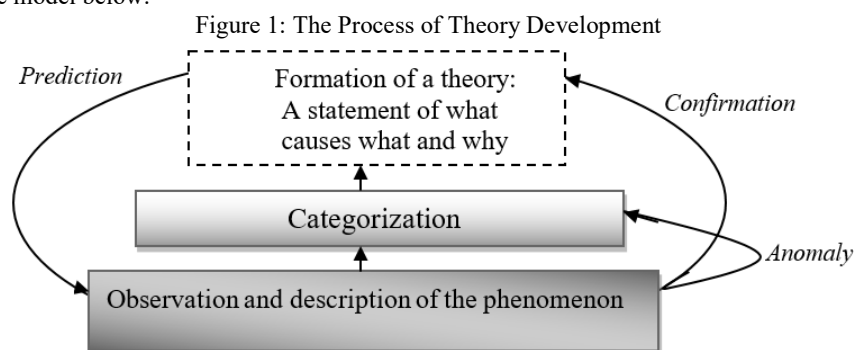 model below:
Figure 1: The Process of Theory Development
Prediction
Formation of a theory:
A statement of what
causes what and why
Confirmation
Categorization
Anomaly
Observation and description of the phenomenon